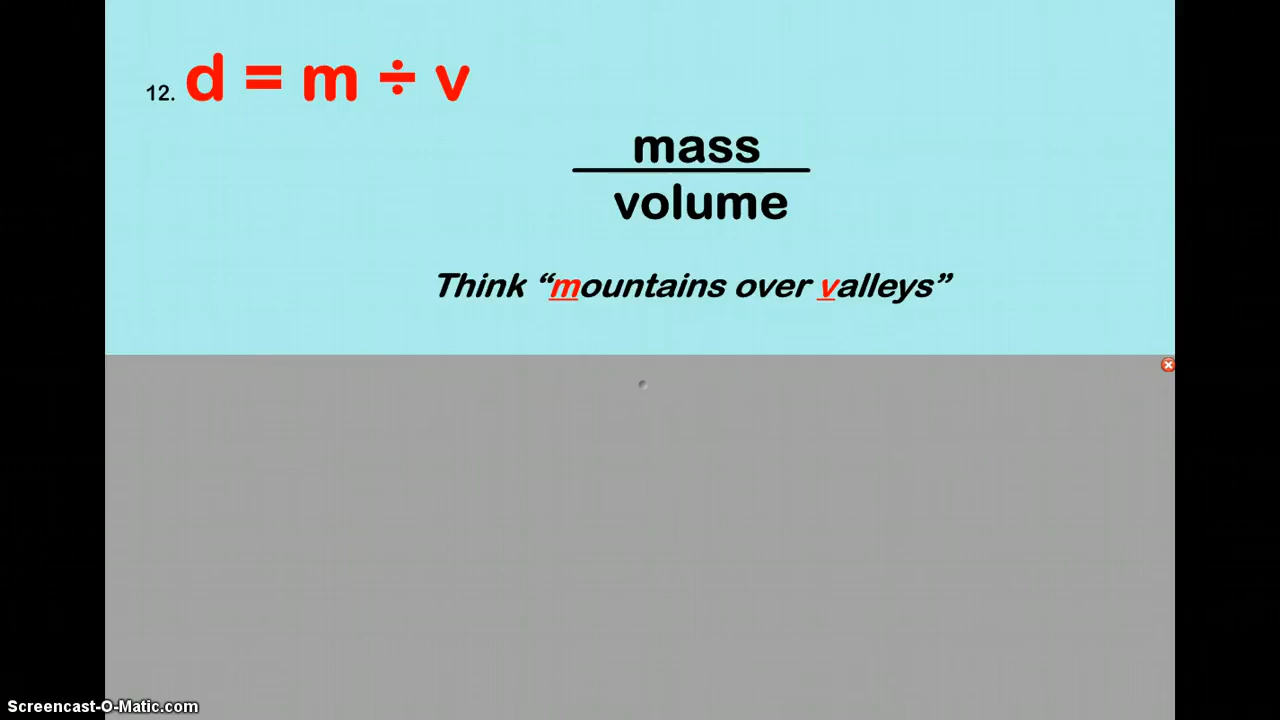 12. d = m ÷ v
mass
volume
Think “mountains over valleys”
Screencast-O-Matic.com